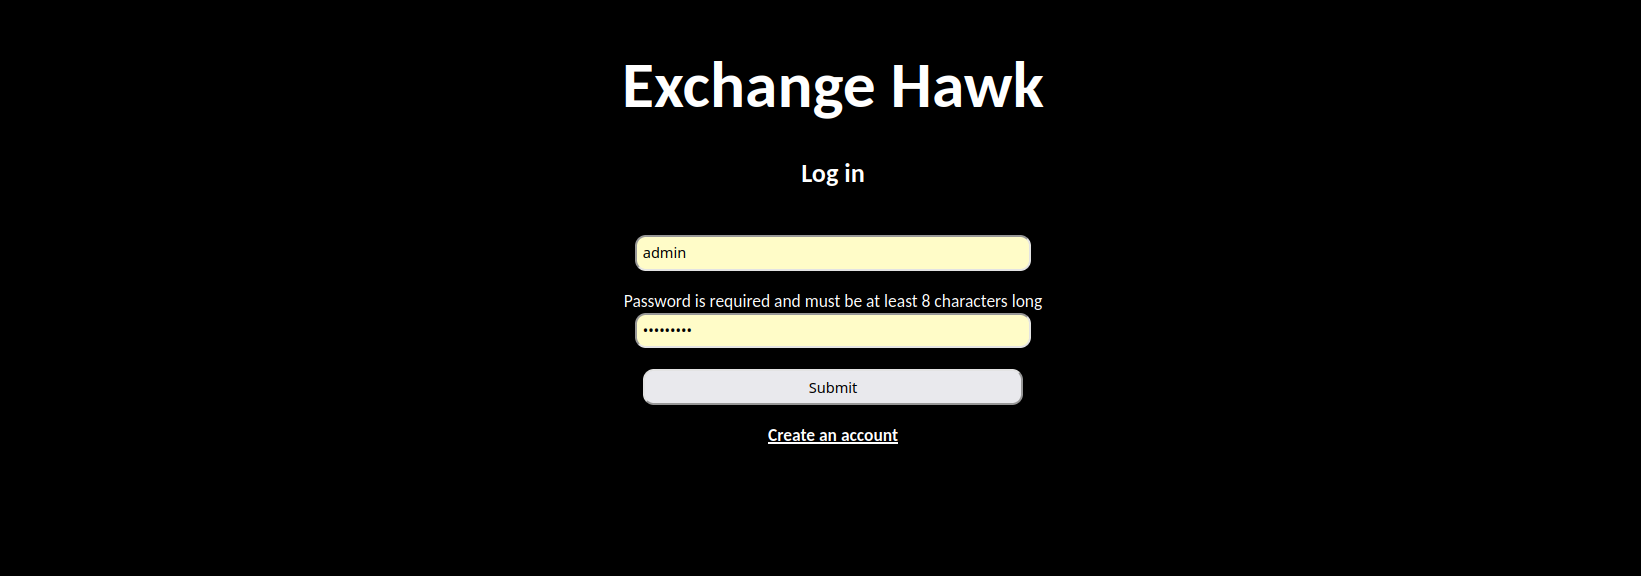 Exchange Hawk
Log in
admin
Password is required and must be at least 8 characters long
•••••••••
Submit
Create an account